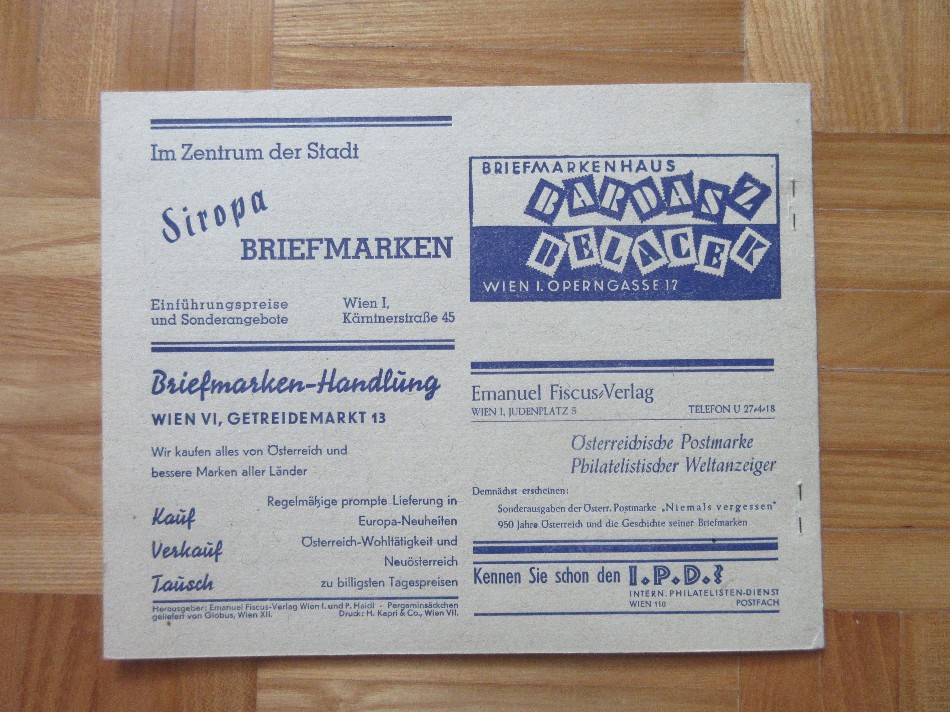 Im Zentrum der Stadt
Siropa
BRIEFMARKEN
Einführungspreise
und Sonderangebote
Wien I,
Kärntnerstraße 45
Briefmarken-Handlung
WIEN VI, GETREIDEMARKT 13
Wir kaufen alles von Österreich und
bessere Marken aller Länder
Kauf
Verkauf
Tausch
Regelmäßige prompte Lieferung in
Europa-Neuheiten
Österreich-Wohltätigkeit und
Neuösterreich
zu billigsten Tagespreisen
Herausgeber: Emanuel Fiscus-Verlag Wien I. und P. Haidl - Pergaminsäckchen
geliefert von Globus, Wien XII. Druck: H. Kapri & Co., Wien VII.
BRIEFMARKENHAUS
BARDASZ
BELACEK
WIEN I. OPERNGASSE 17
Emanuel Fiscus-Verlag
WIEN I, JUDENPLATZ 5 TELEFON U 27-4-18
Österreichische Postmarke
Philatelistischer Weltanzeiger
Demnächst erscheinen:
Sonderausgaben der Österr. Postmarke „Niemals vergessen"
950 Jahre Österreich und die Geschichte seiner Briefmarken
Kennen Sie schon den I.P.D.?
INTERN. PHILATELISTEN-DIENST
WIEN 110 POSTFACH